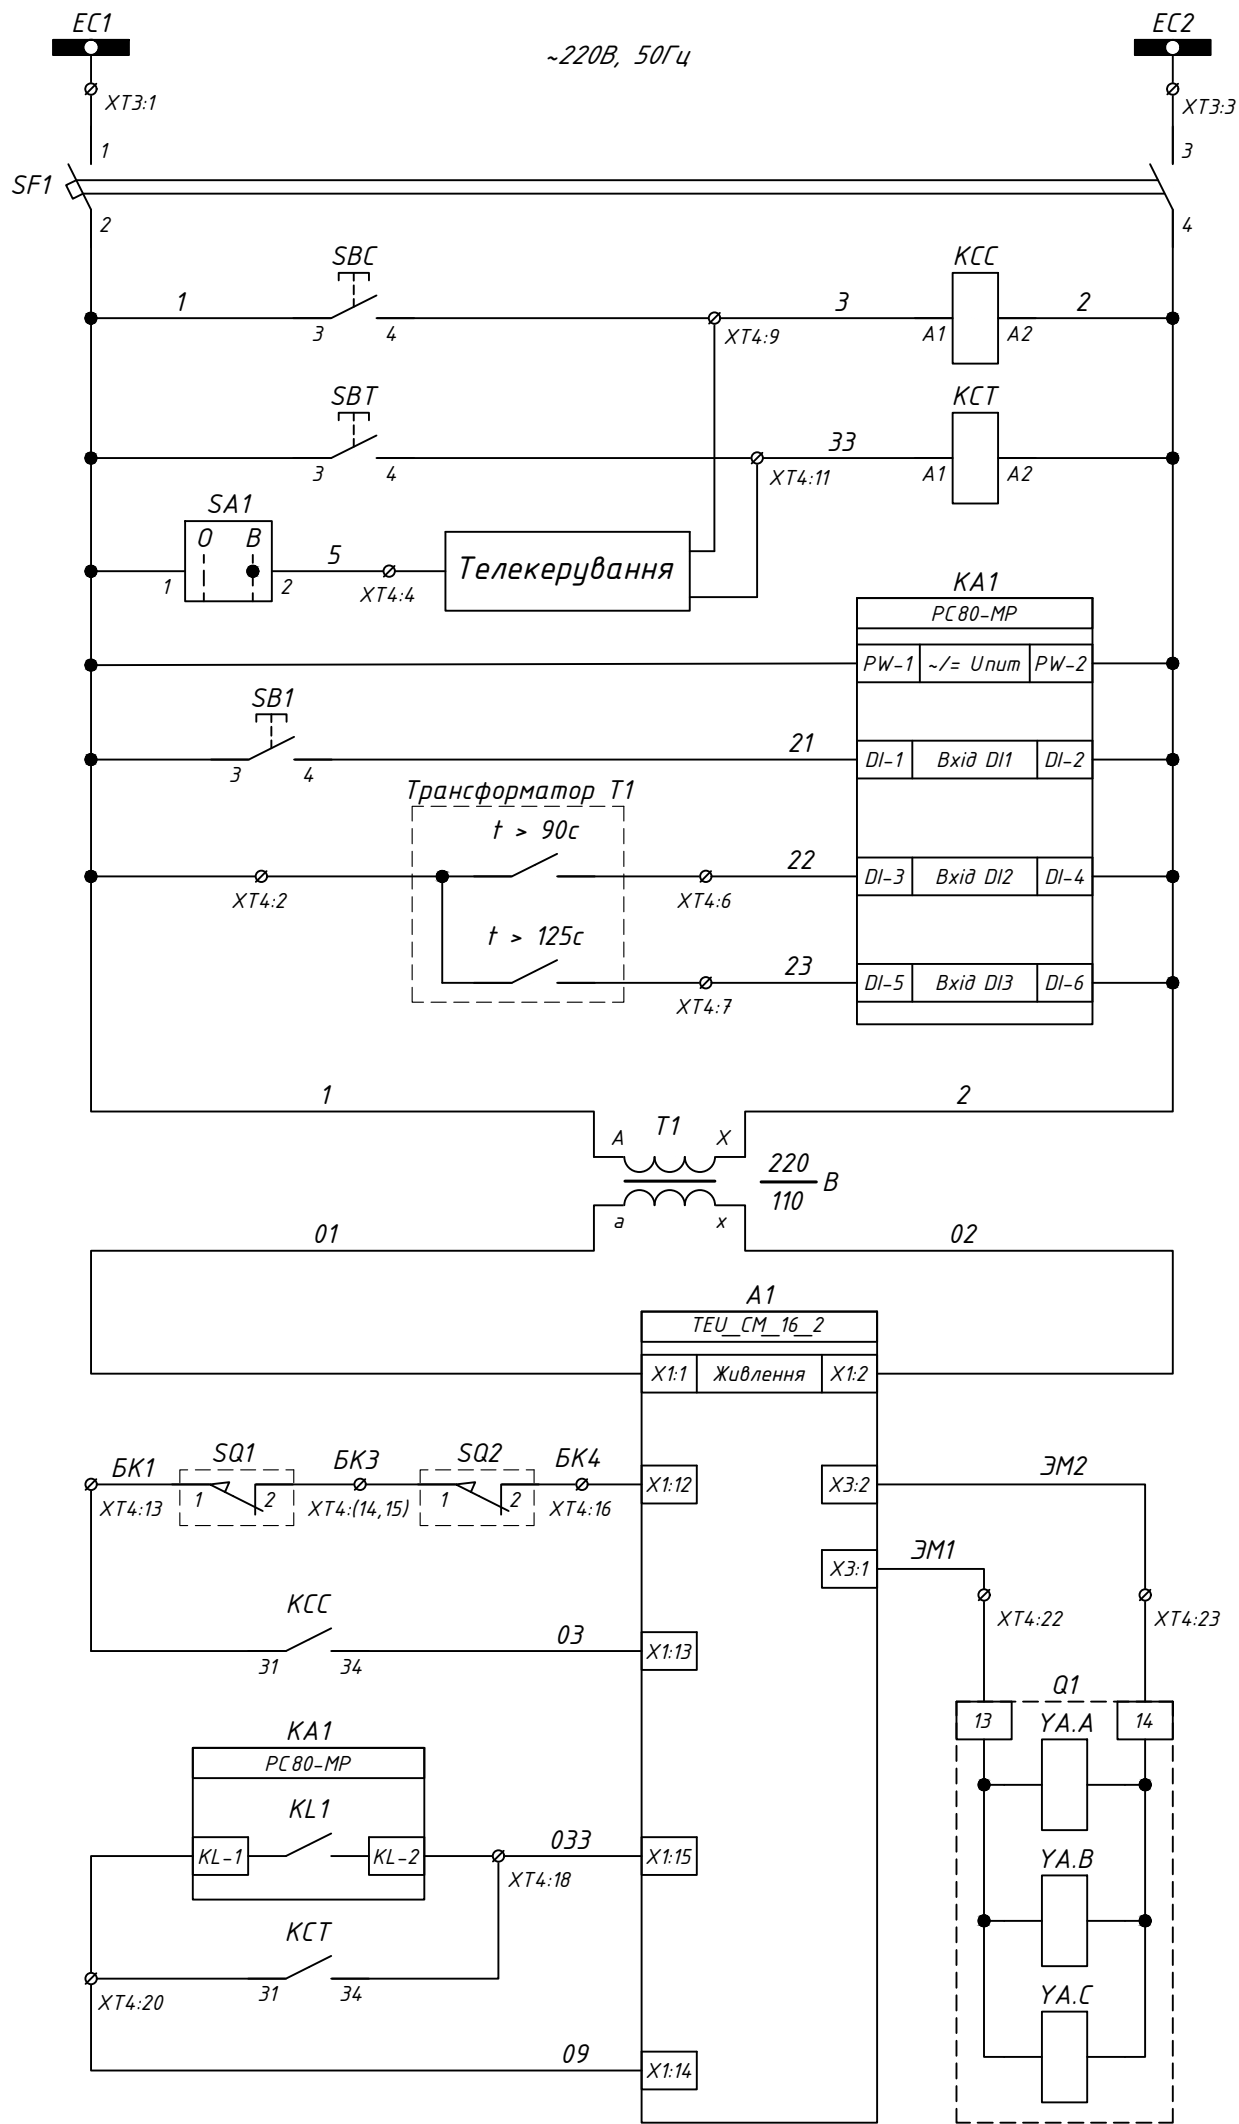 EC1
EC2
~220В, 50Гц
XT3:1
XT3:3
1
3
SF1
2
4
SBC
KCC
1
3
2
3
4
XT4:9
A1
A2
SBT
KCT
33
3
4
XT4:11
A1
A2
SA1
O
B
5
1
2
XT4:4
Телекерування
KA1
PC80-MP
PW-1
~/= Uпит
PW-2
SB1
21
3
4
DI-1
Вхід DI1
DI-2
Трансформатор T1
t > 90c
22
XT4:2
XT4:6
DI-3
Вхід DI2
DI-4
t > 125c
23
XT4:7
DI-5
Вхід DI3
DI-6
1
2
A
T1
X
220
110
В
a
x
01
02
A1
TEU_CM_16_2
X1:1
Живлення
X1:2
БК1
SQ1
БК3
SQ2
БК4
1
2
1
2
XT4:13
XT4:(14,15)
XT4:16
X1:12
X3:2
ЭМ2
X3:1
ЭМ1
XT4:22
XT4:23
KCC
03
31
34
X1:13
Q1
13
YA.A
14
KA1
PC80-MP
KL1
KL-1
KL-2
033
XT4:18
X1:15
YA.B
KCT
31
34
XT4:20
YA.C
09
X1:14